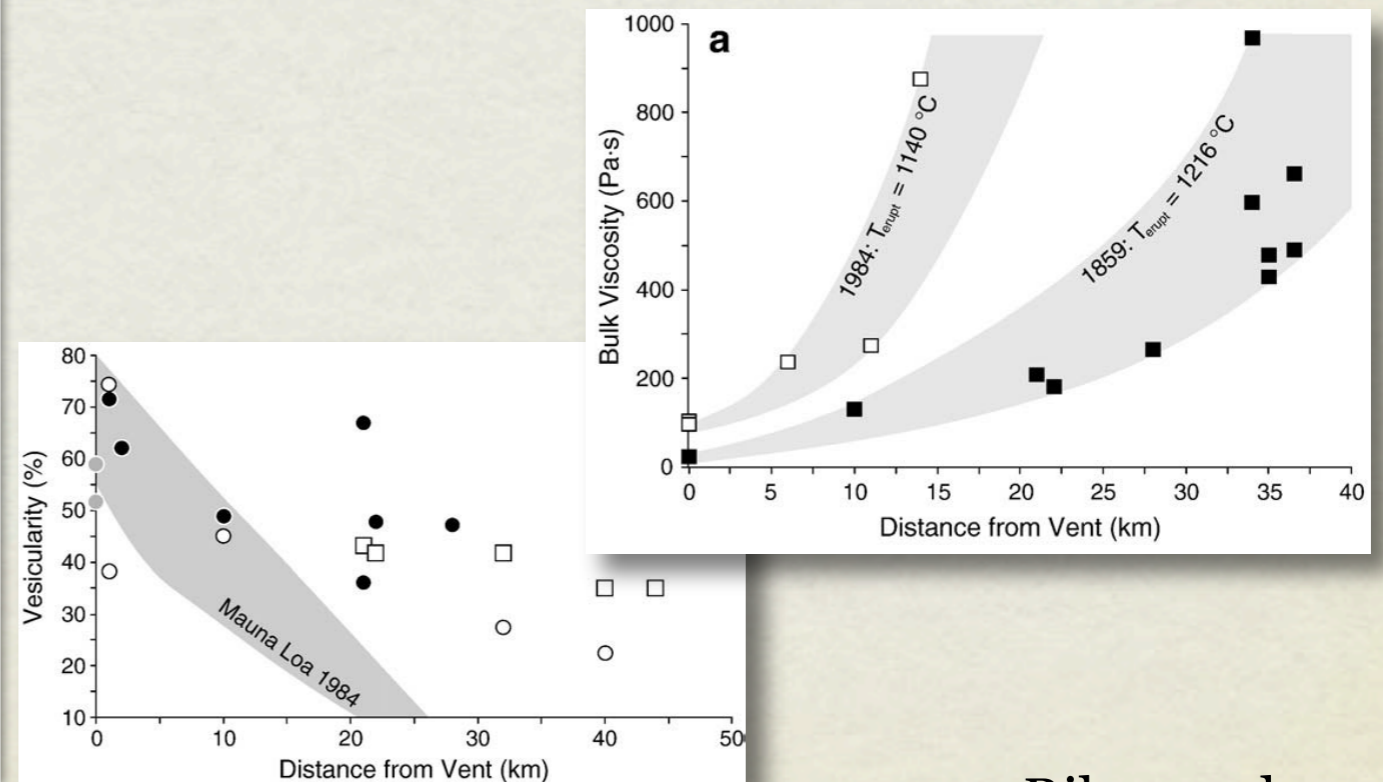 a
1000
800
600
400
200
0
Bulk Viscosity (Pa·s)
1984: Terupt = 1140 °C
1859: Terupt = 1216 °C
0 5 10 15 20 25 30 35 40
Distance from Vent (km)
80
70
60
50
40
30
20
10
Vesicularity (%)
Mauna Loa 1984
0 10 20 30 40 50
Distance from Vent (km)